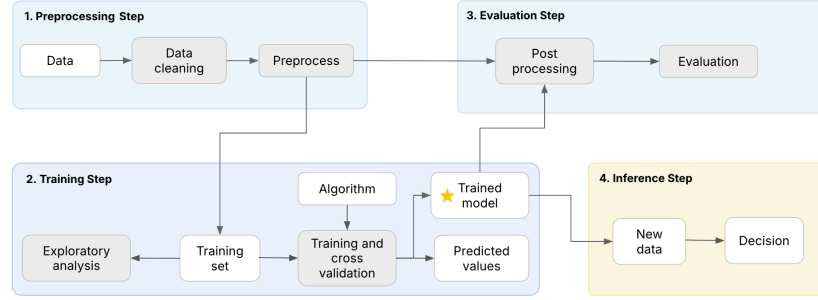 1. Preprocessing Step
Data
Data
cleaning
Preprocess
3. Evaluation Step
Post
processing
Evaluation
2. Training Step
Algorithm
Trained
model
Exploratory
analysis
Training
set
Training and
cross
validation
Predicted
values
4. Inference Step
New
data
Decision